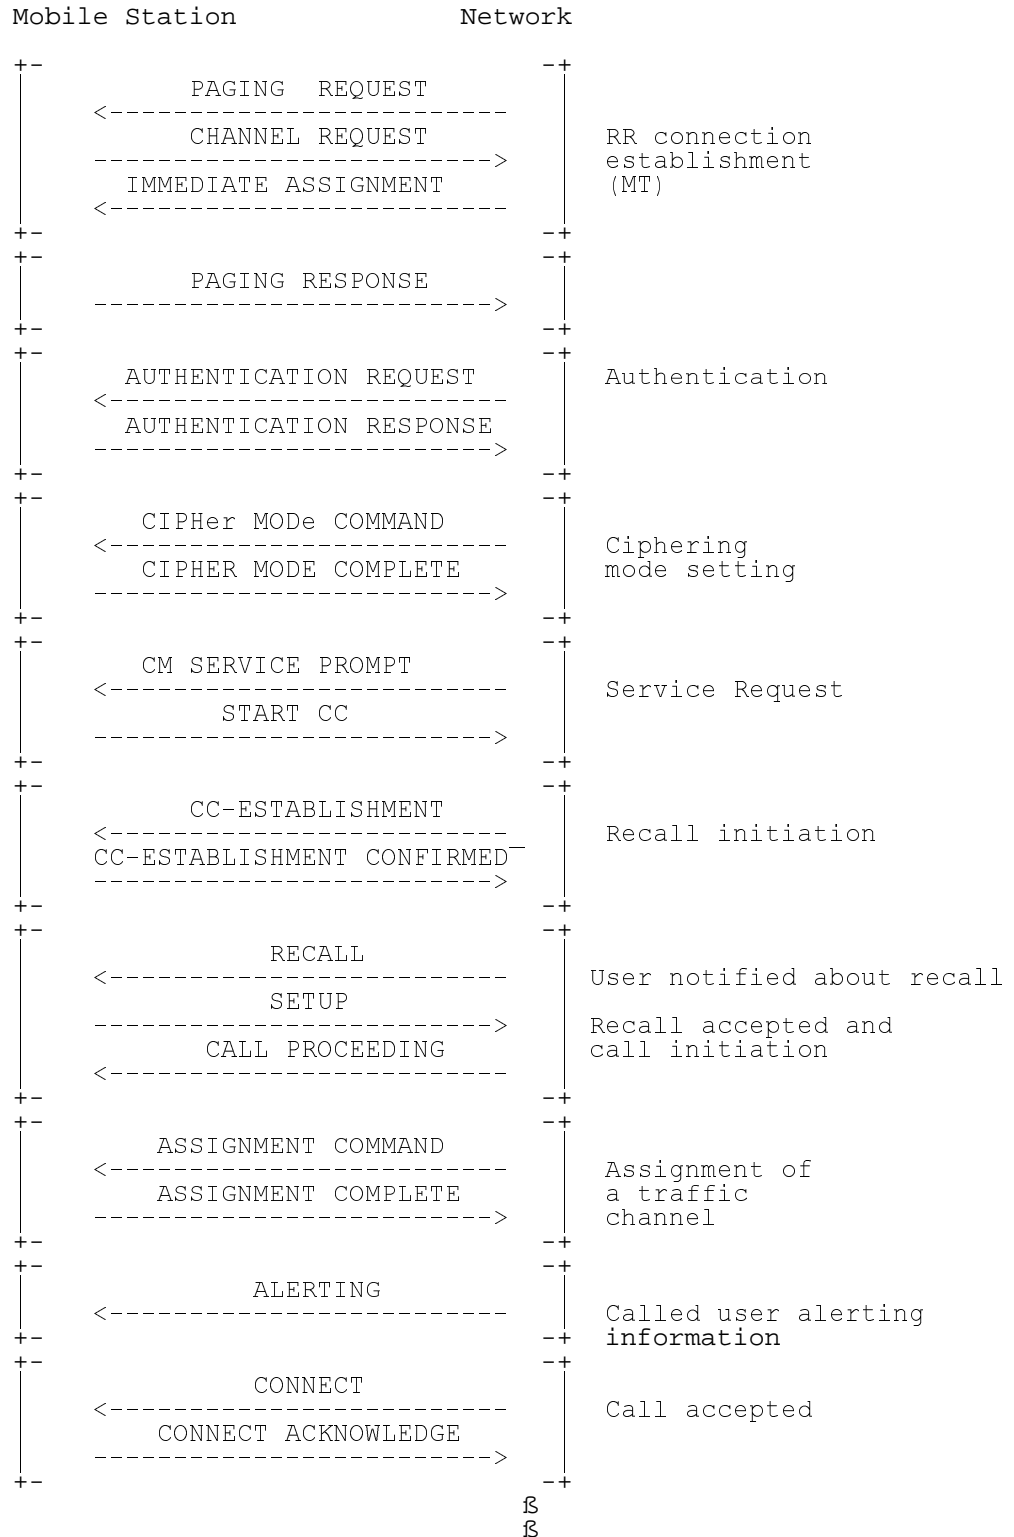 Mobile Station Network
+- -+
PAGING REQUEST
<-------------------------
CHANNEL REQUEST RR connection
-------------------------> establishment
IMMEDIATE ASSIGNMENT (MT)
<-------------------------
+- -+
+- -+
PAGING RESPONSE
------------------------->
+- -+
+- -+
AUTHENTICATION REQUEST Authentication
<-------------------------
AUTHENTICATION RESPONSE
------------------------->
+- -+
+- -+
CIPHer MODe COMMAND
<------------------------- Ciphering
CIPHER MODE COMPLETE mode setting
------------------------->
+- -+
+- -+
CM SERVICE PROMPT
<------------------------- Service Request
START CC
------------------------->
+- -+
+- -+
CC-ESTABLISHMENT
<------------------------- Recall initiation
CC-ESTABLISHMENT CONFIRMED¯
------------------------->
+- -+
+- -+
RECALL
<------------------------- User notified about recall
SETUP
-------------------------> Recall accepted and
CALL PROCEEDING call initiation
<-------------------------
+- -+
+- -+
ASSIGNMENT COMMAND
<------------------------- Assignment of
ASSIGNMENT COMPLETE a traffic
-------------------------> channel
+- -+
+- -+
ALERTING
<------------------------- Called user alerting
+- -+ information
+- -+
CONNECT
<------------------------- Call accepted
CONNECT ACKNOWLEDGE
------------------------->
+- -+
ß
ß